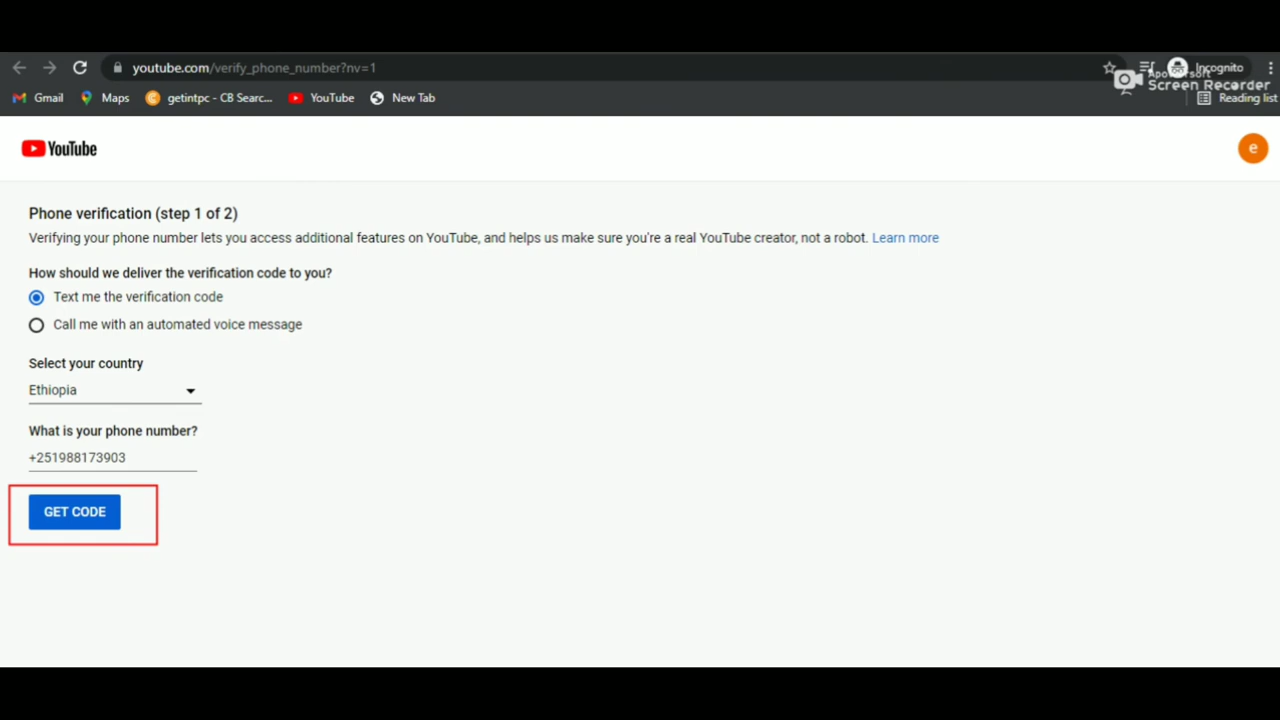 youtube.com/verify_phone_number?nv=1
Incognito
Apowersoft
Screen Recorder
Gmail
Maps
getintpc - CB Searc...
YouTube
New Tab
Reading list
YouTube
e
Phone verification (step 1 of 2)
Verifying your phone number lets you access additional features on YouTube, and helps us make sure you're a real YouTube creator, not a robot. Learn more
How should we deliver the verification code to you?
Text me the verification code
Call me with an automated voice message
Select your country
Ethiopia
What is your phone number?
+251988173903
GET CODE